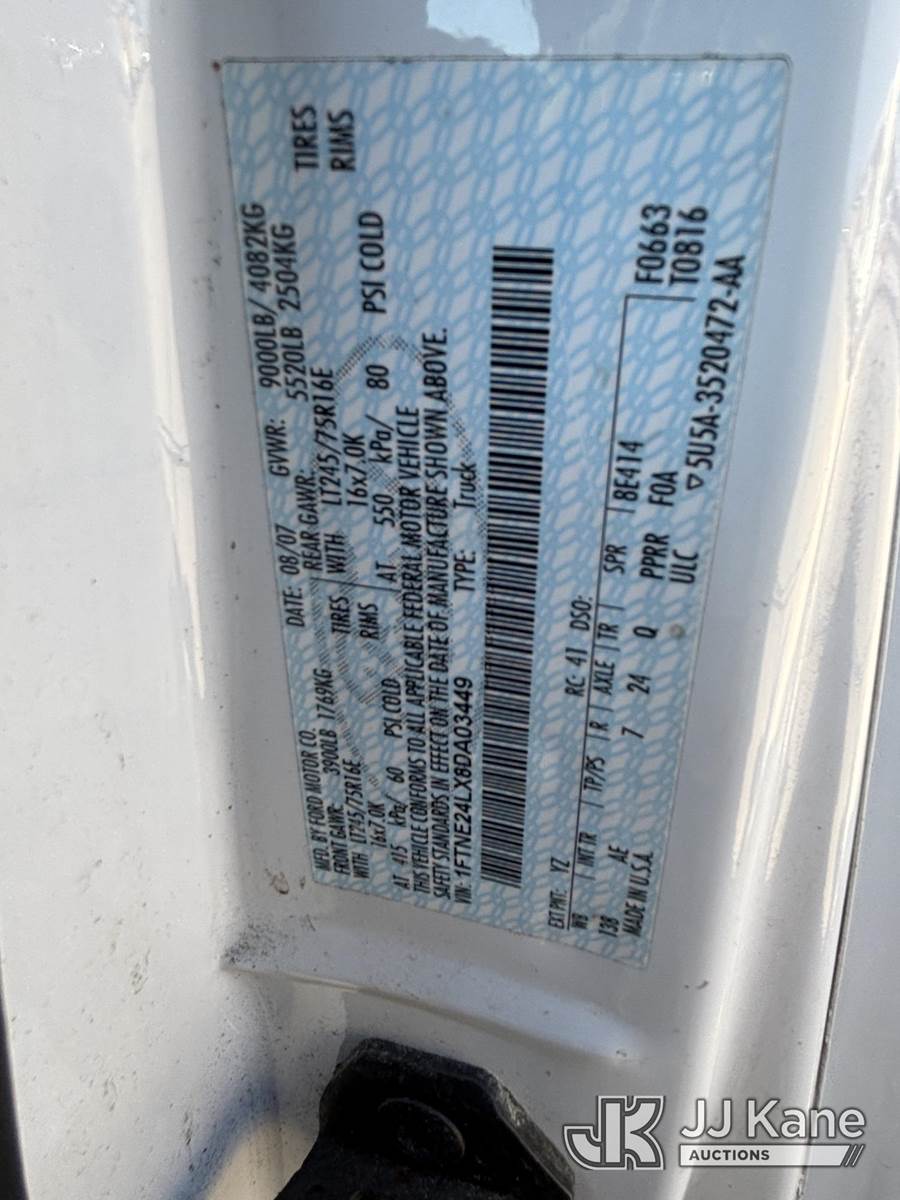 MFD. BY FORD MOTOR CO. DATE: 08/07 GVWR: 9000LB/ 4082KG
FRONT GAWR: 3900LB 1769KG REAR GAWR: 5520LB 2504KG
WITH LT245/75R16E TIRES WITH LT245/75R16E TIRES
16x7.0K RIMS 16x7.0K RIMS
AT 415 kPa/ 60 PSI COLD AT 550 kPa/ 80 PSI COLD
THIS VEHICLE CONFORMS TO ALL APPLICABLE FEDERAL MOTOR VEHICLE
SAFETY STANDARDS IN EFFECT ON THE DATE OF MANUFACTURE SHOWN ABOVE.
VIN: 1FTNE24LX8DA03449 TYPE: Truck
EXT PNT: YZ RC: 41 DSO:
WB INT TR TP/PS R AXLE TR SPR 8E414 F0663
138 AE 7 24 Q PPRR F0A T0816
MADE IN U.S.A. ULC ▽5U5A-3520472-AA
JK JJ Kane
AUCTIONS